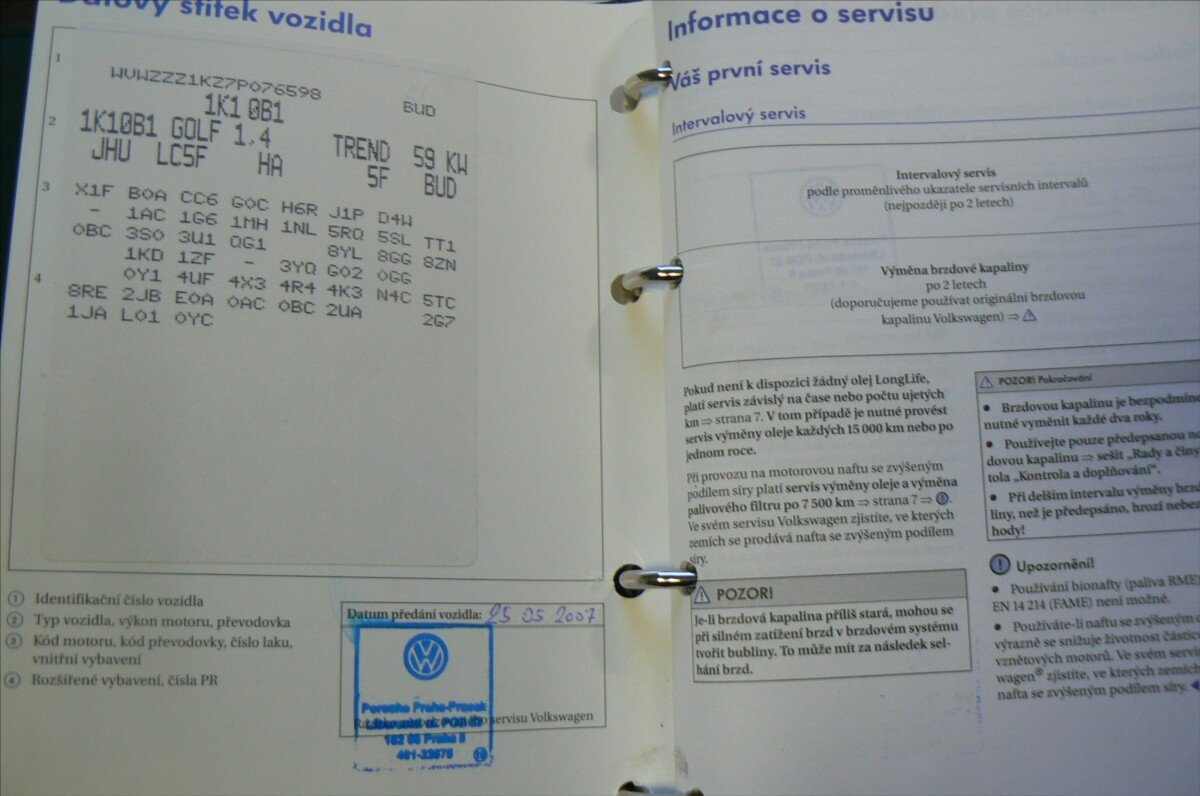 štítek vozidla
1
WVWZZZ1KZ7P076598 BUD
1K1 0B1
2
1K10B1 GOLF 1.4 TREND 59 KW
JHU LC5F HA 5F BUD
3
X1F B0A CC6 G0C H6R J1P D4W
- 1AC 1G6 1MH 1NL 5RQ 5SL TT1
0BC 3S0 3U1 QG1 8YL 8GG 8ZN
1KD 1ZF - 3YQ G02 0GG
4
0Y1 4UF 4X3 4R4 4K3 N4C 5TC
8RE 2JB E0A 0AC 0BC 2UA 2G7
1JA L01 0YC
1 Identifikační číslo vozidla
2 Typ vozidla, výkon motoru, převodovka
3 Kód motoru, kód převodovky, číslo laku,
vnitřní vybavení
4 Rozšířené vybavení, čísla PR
Datum předání vozidla: 25 05 2007
Porsche Praha-Prosek
servisu Volkswagen
Informace o servisu
Váš první servis
Intervalový servis
Intervalový servis
podle proměnlivého ukazatele servisních intervalů
(nejpozději po 2 letech)
Výměna brzdové kapaliny
po 2 letech
(doporučujeme používat originální brzdovou
kapalinu Volkswagen) ⇒ ⚠
Pokud není k dispozici žádný olej LongLife,
platí servis závislý na čase nebo počtu ujetých
km ⇒ strana 7. V tom případě je nutné provést
servis výměny oleje každých 15 000 km nebo po
jednom roce.
Při provozu na motorovou naftu se zvýšeným
podílem síry platí servis výměny oleje a výměna
palivového filtru po 7 500 km ⇒ strana 7 ⇒ !.
Ve svém servisu Volkswagen zjistíte, ve kterých
zemích se prodává nafta se zvýšeným podílem
síry.
⚠ POZOR!
Je-li brzdová kapalina příliš stará, mohou se
při silném zatížení brzd v brzdovém systému
tvořit bubliny. To může mít za následek sel-
hání brzd.
⚠ POZOR! Pokračování
• Brzdovou kapalinu je bezpodmíne
nutné vyměnit každé dva roky.
• Používejte pouze předepsanou
dovou kapalinu ⇒ sešit „Rady a
tola „Kontrola a doplňování“.
• Při delším intervalu výměny brzd
liny, než je předepsáno, hrozí nebez
hody!
! Upozornění!
• Používání bionafty (paliva RME)
EN 14 214 (FAME) není možné.
• Používáte-li naftu se zvýšeným
výrazně se snižuje životnost částic
vznětových motorů. Ve svém servis
wagen® zjistíte, ve kterých zemích
nafta se zvýšeným podílem síry.